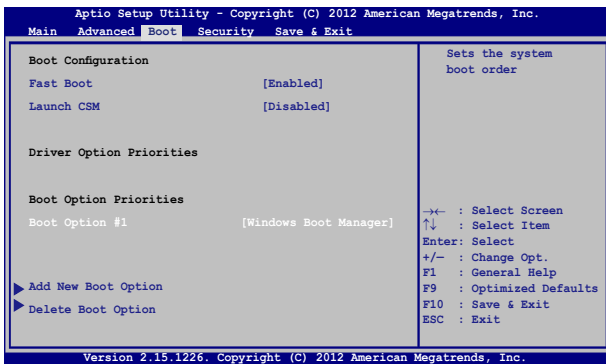 Aptio Setup Utility - Copyright (C) 2012 American Megatrends, Inc.
Main Advanced Boot Security Save & Exit
Boot Configuration
Fast Boot [Enabled]
Launch CSM [Disabled]
Driver Option Priorities
Boot Option Priorities
Boot Option #1 [Windows Boot Manager]
Add New Boot Option
Delete Boot Option
Sets the system
boot order
→← : Select Screen
↑↓ : Select Item
Enter: Select
+/— : Change Opt.
F1 : General Help
F9 : Optimized Defaults
F10 : Save & Exit
ESC : Exit
Version 2.15.1226. Copyright (C) 2012 American Megatrends, Inc.